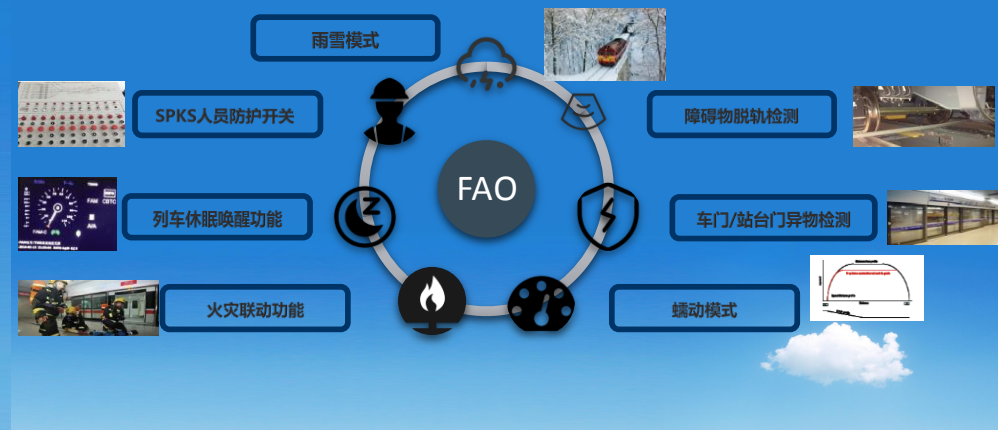 雨雪模式
SPKS人员防护开关
障碍物脱轨检测
FAO
列车休眠唤醒功能
车门/站台门异物检测
火灾联动功能
蠕动模式
Z
FAM
CBTC